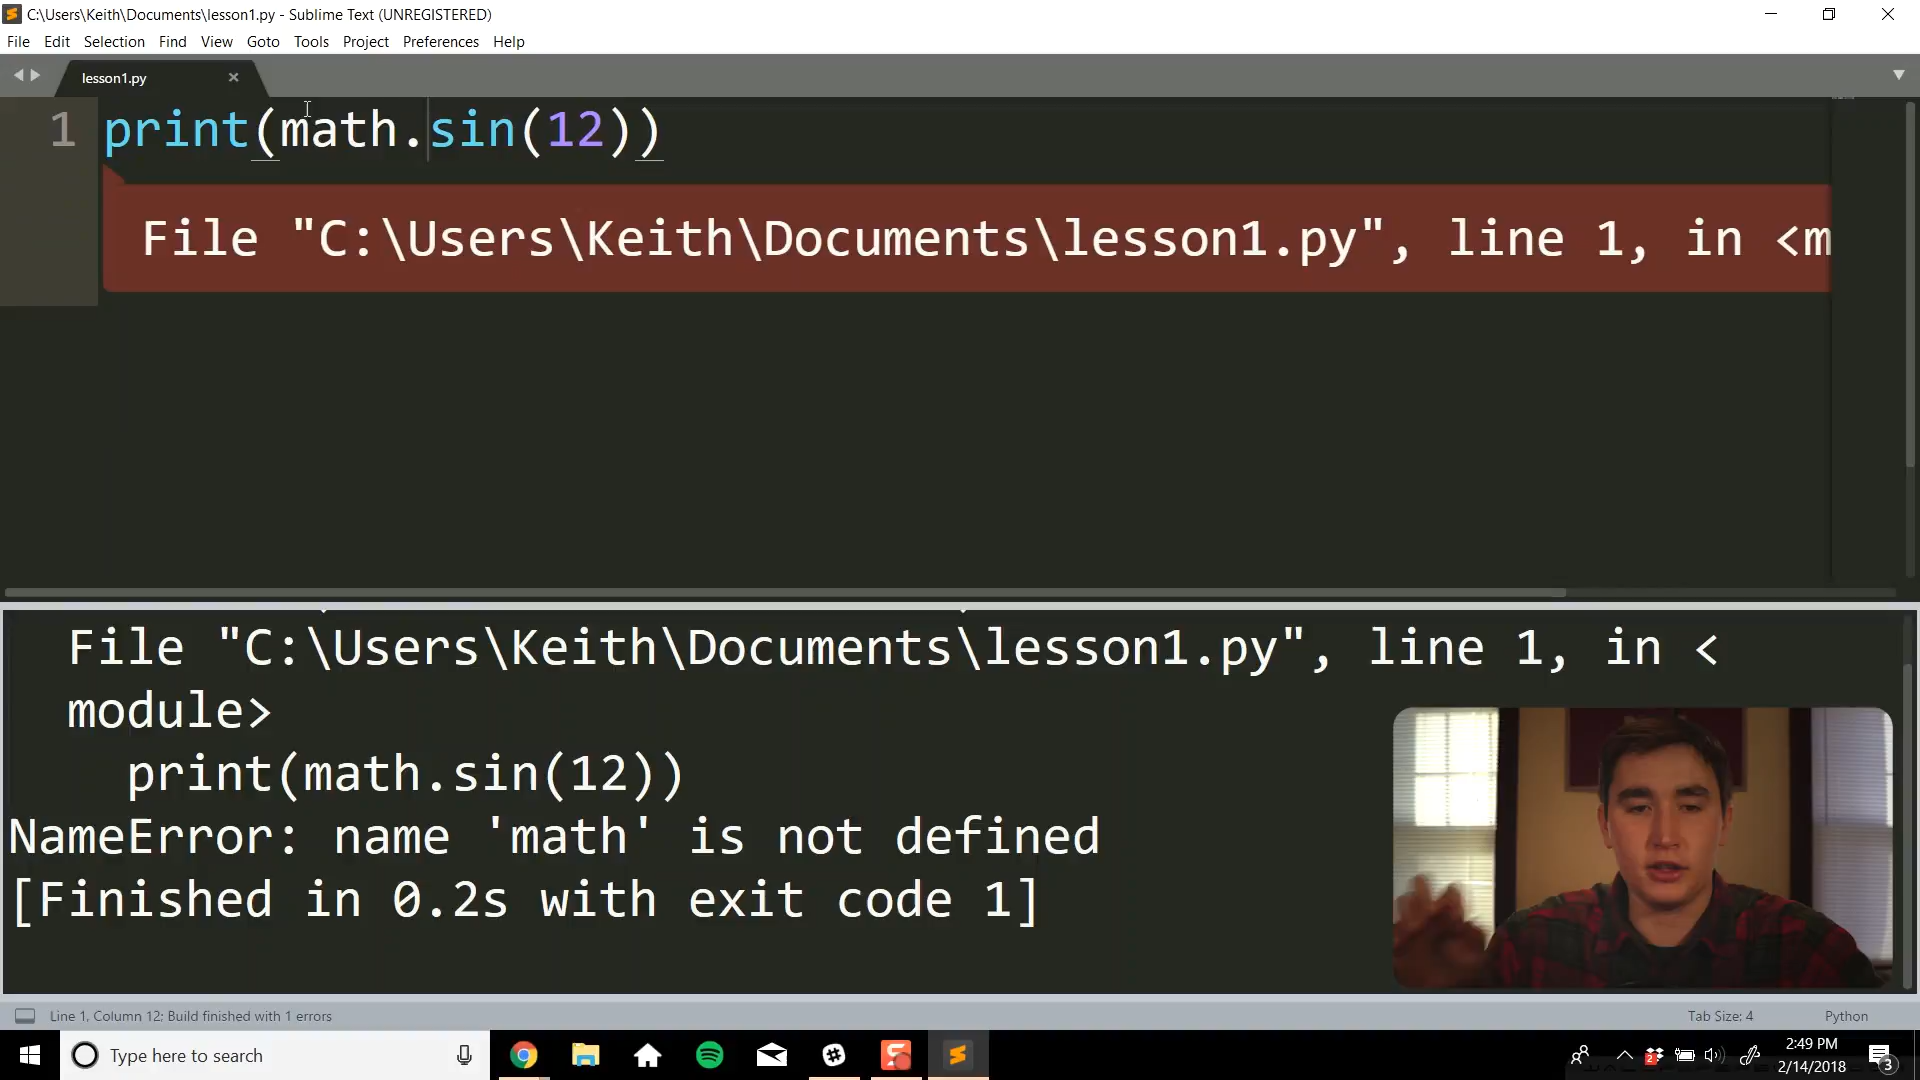 C:\Users\Keith\Documents\lesson1.py - Sublime Text (UNREGISTERED)
File Edit Selection Find View Goto Tools Project Preferences Help
lesson1.py
1 print(math.sin(12))
File "C:\Users\Keith\Documents\lesson1.py", line 1, in <m
File "C:\Users\Keith\Documents\lesson1.py", line 1, in <
module>
print(math.sin(12))
NameError: name 'math' is not defined
[Finished in 0.2s with exit code 1]
Line 1, Column 12; Build finished with 1 errors
Tab Size: 4
Python
Type here to search
2
2:49 PM
2/14/2018
3